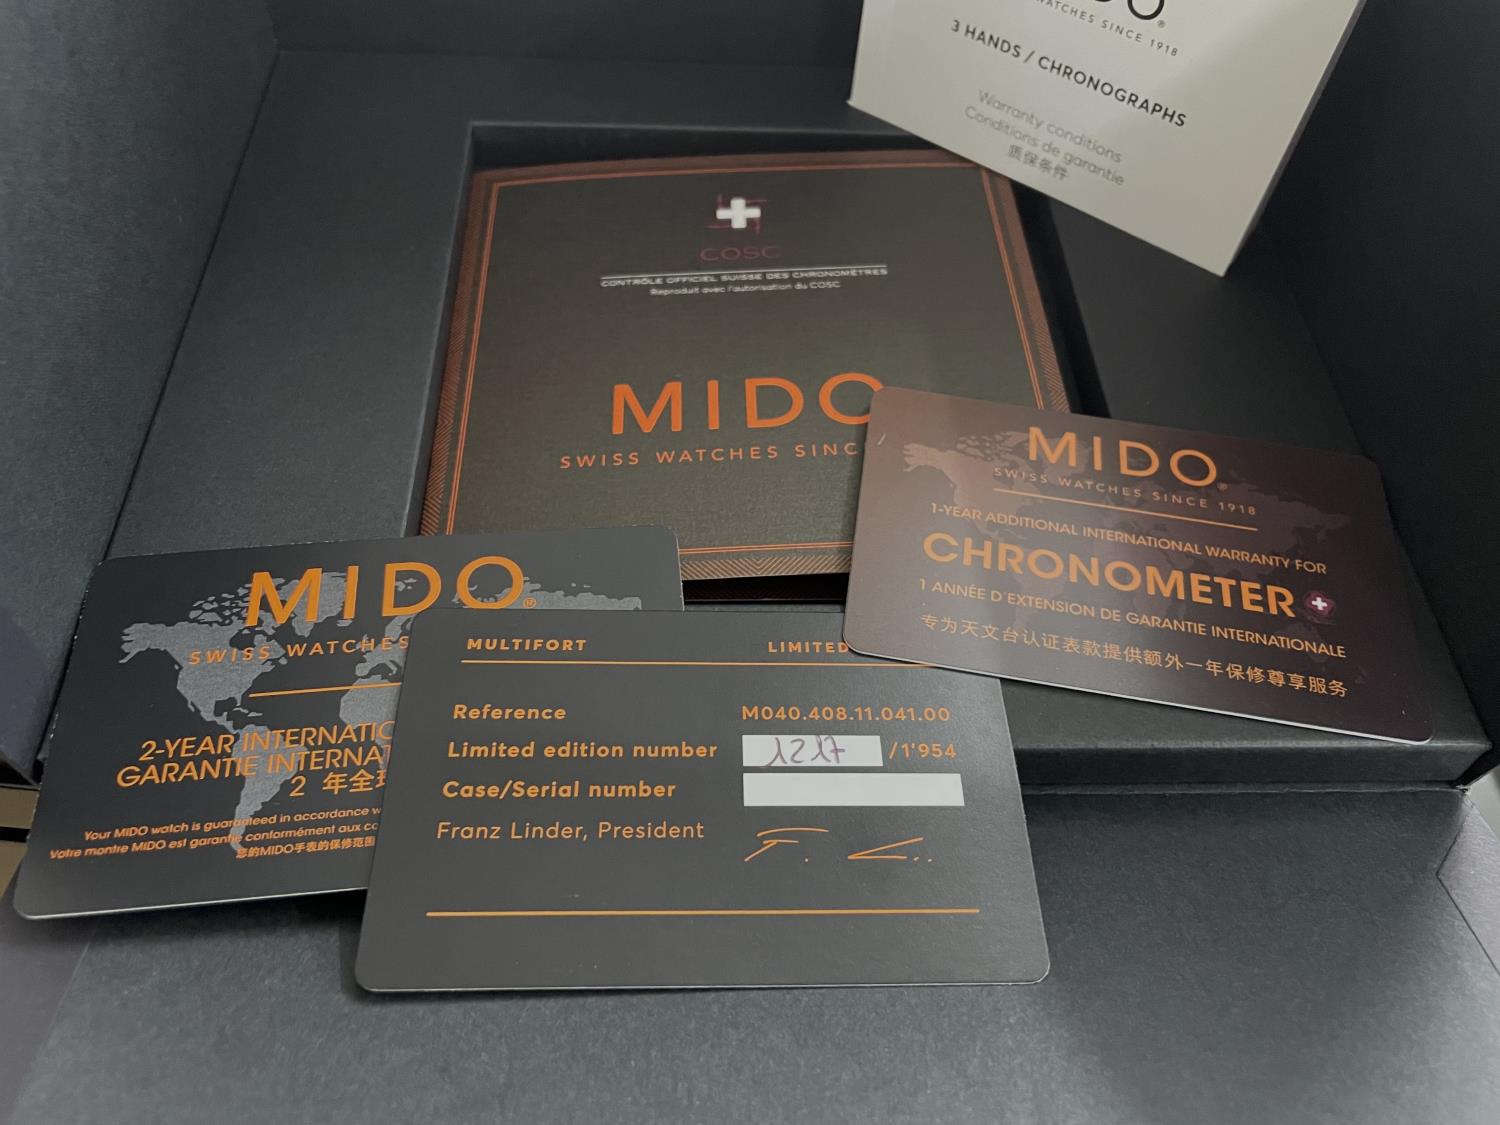 SWISS WATCHES SINCE 1918
3 HANDS / CHRONOGRAPHS
Warranty conditions
Conditions de garantie
质保条件
COSC
CONTRÔLE OFFICIEL SUISSE DES CHRONOMÈTRES
Reproduit avec l'autorisation du COSC
MIDO
SWISS WATCHES
MIDO®
SWISS WATCHES SINCE 1918
1-YEAR ADDITIONAL INTERNATIONAL WARRANTY FOR
CHRONOMETER
1 ANNÉE D'EXTENSION DE GARANTIE INTERNATIONALE
专为天文台认证表款提供额外一年保修尊享服务
MIDO®
SWISS WATCHES
2-YEAR
GARANTIE
2 年全
Your MIDO watch is guaranteed in accordance
Votre montre MIDO est garantie conformément aux
您的MIDO手表的保修范围
MULTIFORT LIMITED
Reference M040.408.11.041.00
Limited edition number 1217 /1'954
Case/Serial number
Franz Linder, President F. L..